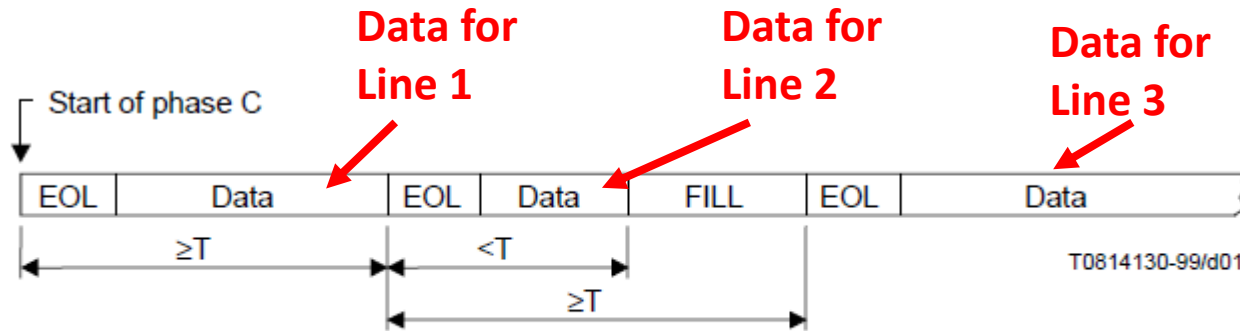 Data for
Line 1
Data for
Line 2
Data for
Line 3
Start of phase C
EOL Data EOL Data FILL EOL Data
≥T <T
T0814130-99/d01
≥T